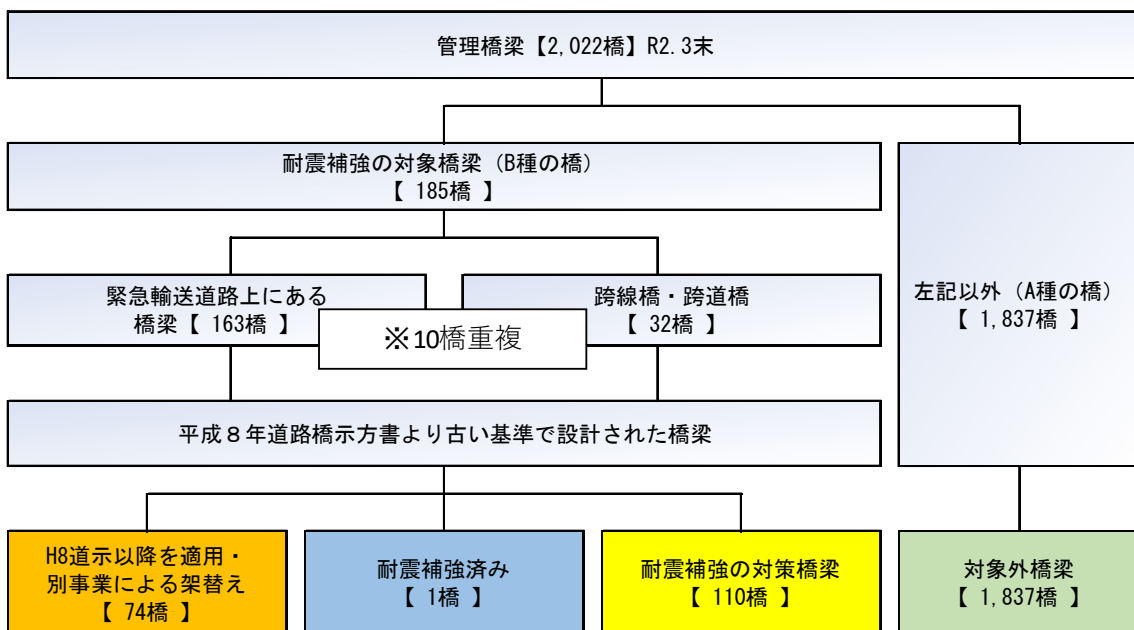 管理橋梁【2,022橋】R2.3末
耐震補強の対象橋梁（B種の橋）
【 185橋 】
緊急輸送道路上にある
橋梁【 163橋 】
跨線橋・跨道橋
【 32橋 】
※10橋重複
左記以外（A種の橋）
【 1,837橋 】
平成８年道路橋示方書より古い基準で設計された橋梁
H8道示以降を適用・
別事業による架替え
【 74橋 】
耐震補強済み
【 1橋 】
耐震補強の対策橋梁
【 110橋 】
対象外橋梁
【 1,837橋 】